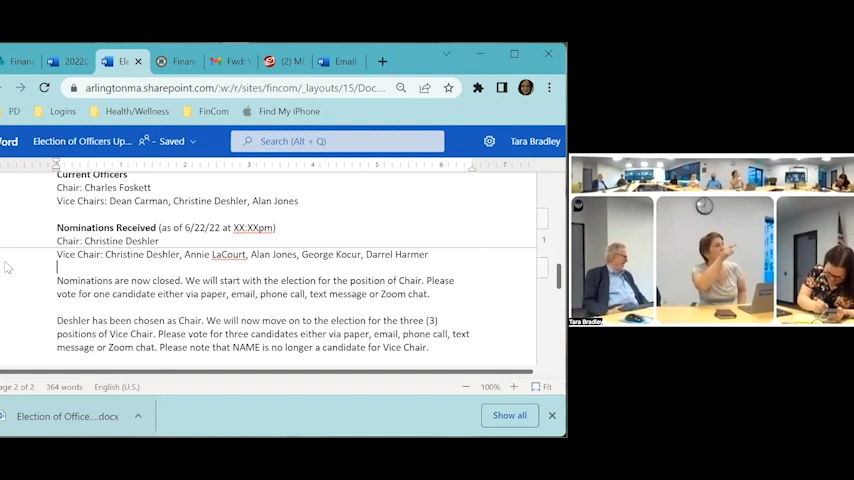 Finan
2022
Ele
Finan
Fwd:
(2) M
Email
arlingtonma.sharepoint.com/:w:/r/sites/fincom/_layouts/15/Doc...
PD
Logins
Health/Wellness
FinCom
Find My iPhone
Word
Election of Officers Up...
- Saved
Search (Alt + Q)
Tara Bradley
Current Officers
Chair: Charles Foskett
Vice Chairs: Dean Carman, Christine Deshler, Alan Jones
Nominations Received (as of 6/22/22 at XX:XXpm)
Chair: Christine Deshler
Vice Chair: Christine Deshler, Annie LaCourt, Alan Jones, George Kocur, Darrel Harmer
Nominations are now closed. We will start with the election for the position of Chair. Please
vote for one candidate either via paper, email, phone call, text message or Zoom chat.
Deshler has been chosen as Chair. We will now move on to the election for the three (3)
positions of Vice Chair. Please vote for three candidates either via paper, email, phone call, text
message or Zoom chat. Please note that NAME is no longer a candidate for Vice Chair.
1
age 2 of 2
364 words
English (U.S.)
100%
Fit
Election of Office....docx
Show all
Tara Bradley